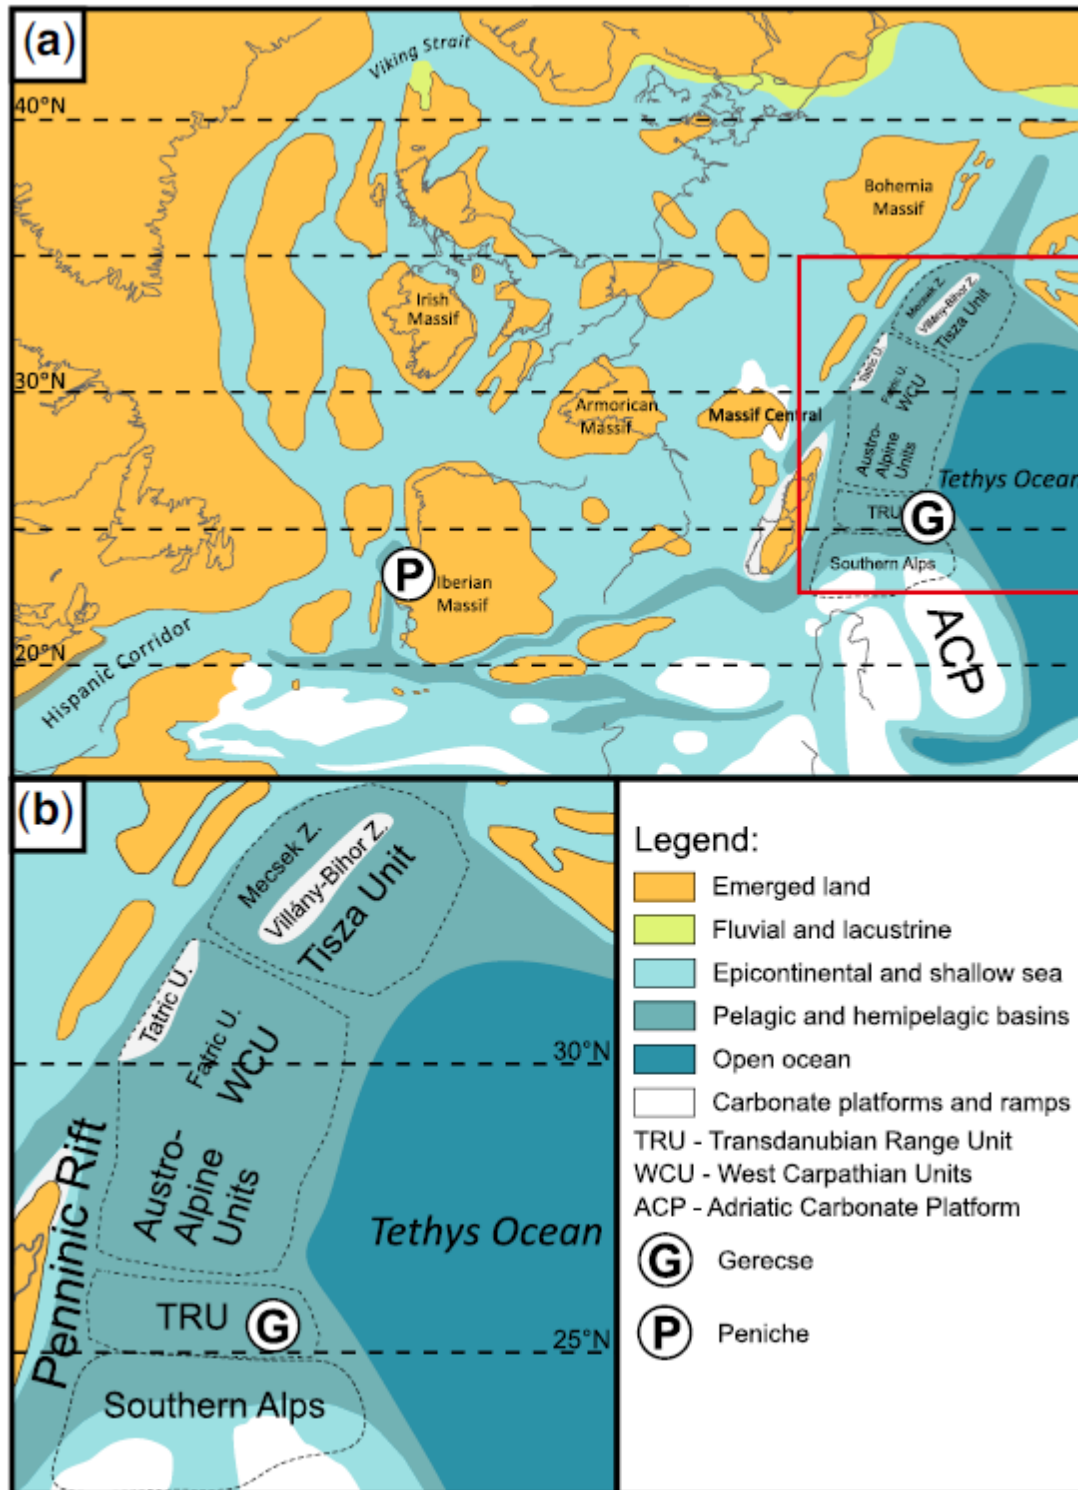 (a)
Viking Strait
40°N
Bohemia
Massif
Irish
Massif
Mecsek Z.
Villány-Bihor Z.
Tisza Unit
30°N
Tatric U.
Fatric U.
WCU
Armorican
Massif
Massif Central
Austro-
Alpine
Units
Tethys Ocean
TRU
G
P
Iberian
Massif
Southern Alps
ACP
20°N
Hispanic Corridor
(b)
Mecsek Z.
Villány-Bihor Z.
Tisza Unit
Tatric U.
Fatric U.
WCU
30°N
Penninic Rift
Austro-
Alpine
Units
Tethys Ocean
TRU
G
25°N
Southern Alps
Legend:
Emerged land
Fluvial and lacustrine
Epicontinental and shallow sea
Pelagic and hemipelagic basins
Open ocean
Carbonate platforms and ramps
TRU - Transdanubian Range Unit
WCU - West Carpathian Units
ACP - Adriatic Carbonate Platform
G Gerecse
P Peniche